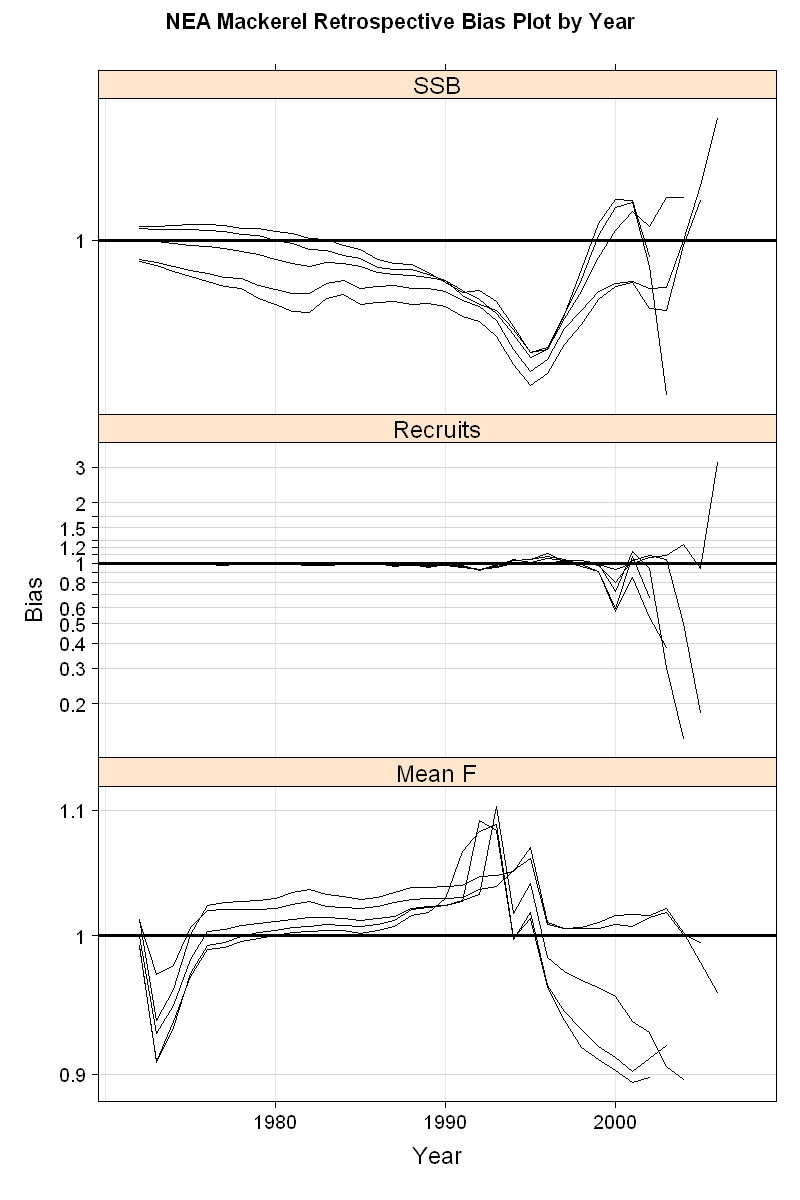 NEA Mackerel Retrospective Bias Plot by Year
SSB
1
Recruits
3
2
1.5
1.2
1
0.8
0.6
0.5
0.4
0.3
0.2
Bias
Mean F
1.1
1
0.9
1980 1990 2000
Year